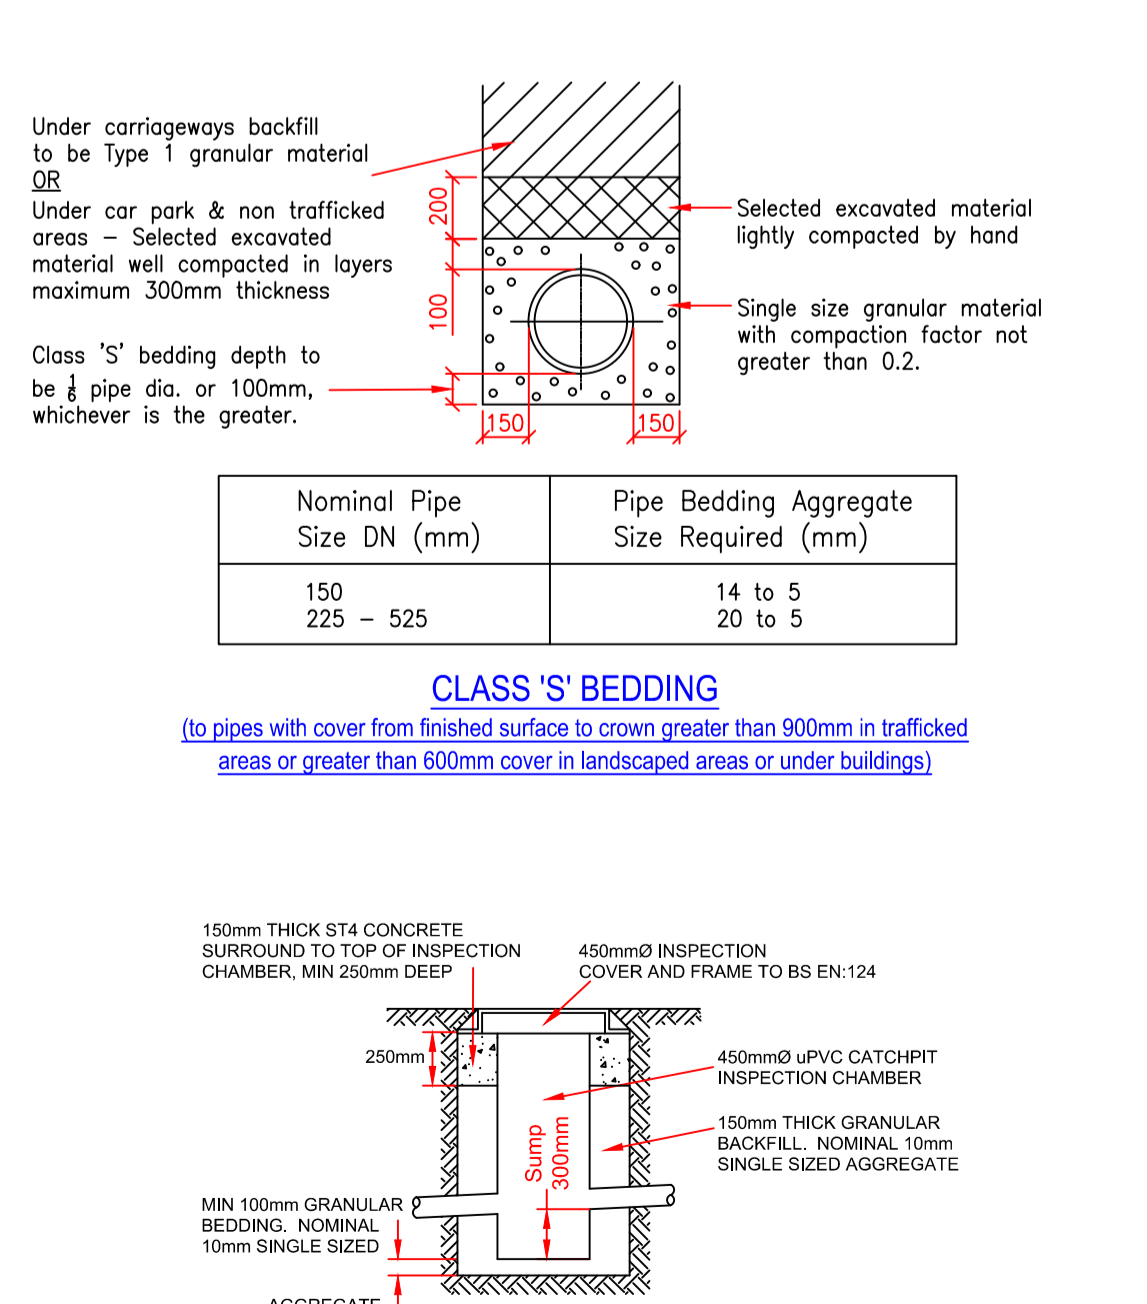 Under carriageways backfill
to be Type 1 granular material
OR
Under car park & non trafficked
areas – Selected excavated
material well compacted in layers
maximum 300mm thickness
Class 'S' bedding depth to
be 1/6 pipe dia. or 100mm,
whichever is the greater.
200
100
150
150
Selected excavated material
lightly compacted by hand
Single size granular material
with compaction factor not
greater than 0.2.
Nominal Pipe
Size DN (mm)
Pipe Bedding Aggregate
Size Required (mm)
150
14 to 5
225 – 525
20 to 5
CLASS 'S' BEDDING
(to pipes with cover from finished surface to crown greater than 900mm in trafficked
areas or greater than 600mm cover in landscaped areas or under buildings)
150mm THICK ST4 CONCRETE
SURROUND TO TOP OF INSPECTION
CHAMBER, MIN 250mm DEEP
450mmØ INSPECTION
COVER AND FRAME TO BS EN:124
250mm
450mmØ uPVC CATCHPIT
INSPECTION CHAMBER
150mm THICK GRANULAR
BACKFILL. NOMINAL 10mm
SINGLE SIZED AGGREGATE
Sump
300mm
MIN 100mm GRANULAR
BEDDING. NOMINAL
10mm SINGLE SIZED
AGGREGATE